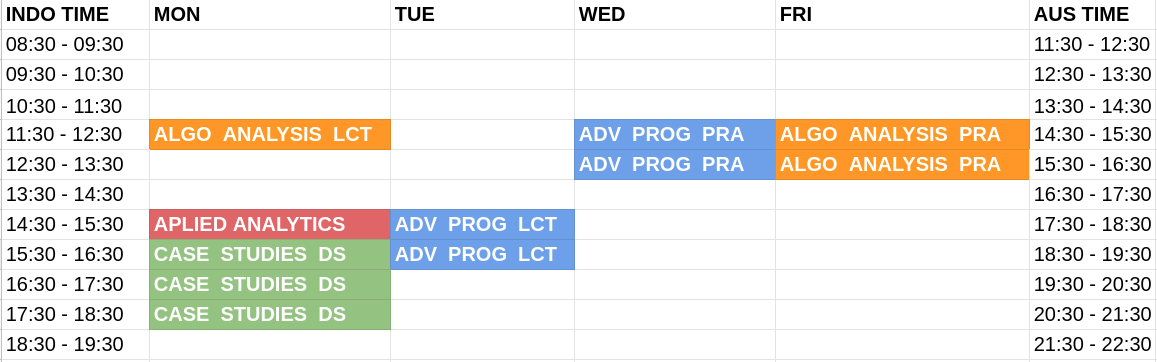 INDO TIME MON TUE WED FRI AUS TIME
08:30 - 09:30 11:30 - 12:30
09:30 - 10:30 12:30 - 13:30
10:30 - 11:30 13:30 - 14:30
11:30 - 12:30 ALGO ANALYSIS LCT ADV PROG PRA ALGO ANALYSIS PRA 14:30 - 15:30
12:30 - 13:30 ADV PROG PRA ALGO ANALYSIS PRA 15:30 - 16:30
13:30 - 14:30 16:30 - 17:30
14:30 - 15:30 APLIED ANALYTICS ADV PROG LCT 17:30 - 18:30
15:30 - 16:30 CASE STUDIES DS ADV PROG LCT 18:30 - 19:30
16:30 - 17:30 CASE STUDIES DS 19:30 - 20:30
17:30 - 18:30 CASE STUDIES DS 20:30 - 21:30
18:30 - 19:30 21:30 - 22:30